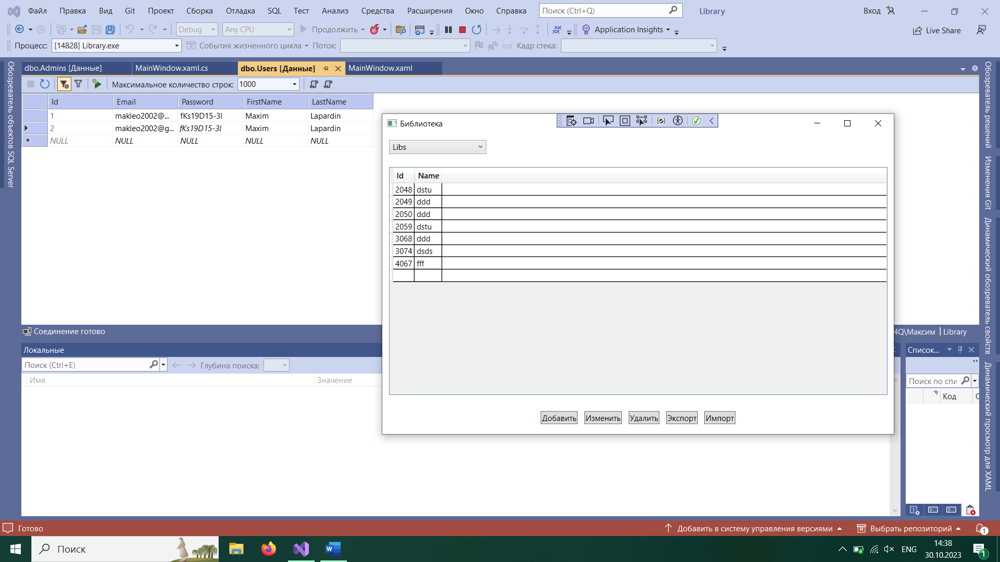 Файл Правка Вид Git Проект Сборка Отладка SQL Тест Анализ Средства Расширения Окно Справка Поиск (Ctrl+Q) Library Вход
Debug Any CPU Продолжить Application Insights Live Share
Процесс: [14828] Library.exe События жизненного цикла Поток: Кадр стека:
dbo.Admins [Данные] MainWindow.xaml.cs dbo.Users [Данные] MainWindow.xaml
Максимальное количество строк: 1000
Id Email Password FirstName LastName
1 makleo2002@... fKs19D15-3l Maxim Lapardin
2 makleo2002@g... fKs19D15-3l Maxim Lapardin
NULL NULL NULL NULL NULL
Обозреватель объектов SQL Server
Библиотека
Libs
Id Name
2048 dstu
2049 ddd
2050 ddd
2059 dstu
3068 ddd
3074 dsds
4067 fff
Добавить Изменить Удалить Экспорт Импорт
Обозреватель решений
Изменения Git
Динамический обозреватель свойств
Динамический просмотр для XAML
Соединение готово
4Q\Максим Library
Локальные
Поиск (Ctrl+E) Глубина поиска:
Имя Значение
Список...
Поиск по спи
Код С
Готово Добавить в систему управления версиями Выбрать репозиторий 1
Поиск
W
ENG
14:38
30.10.2023
1